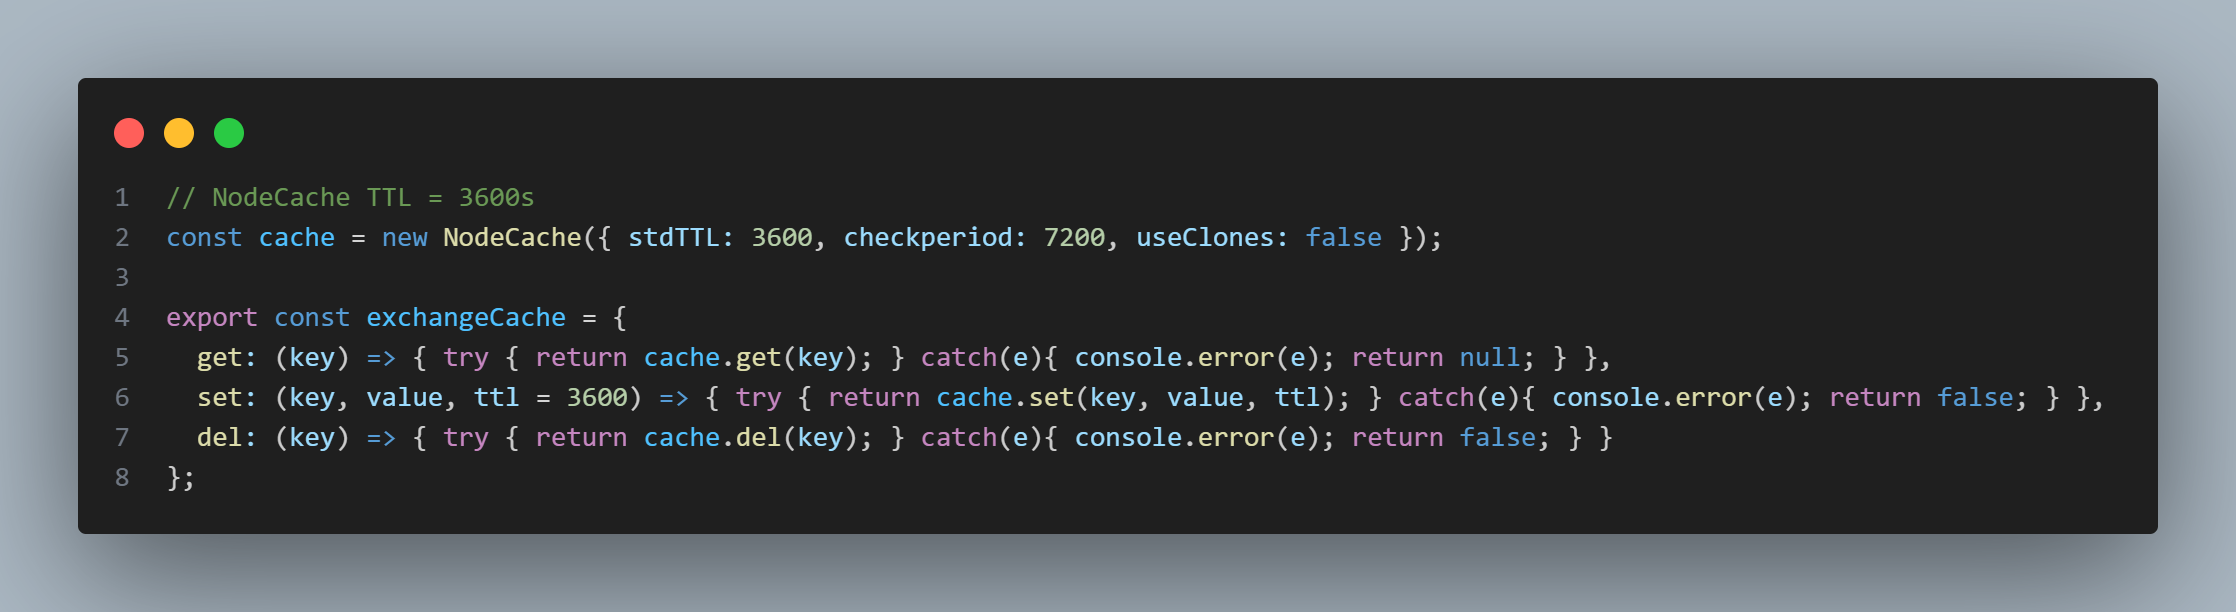 1 // NodeCache TTL = 3600s
2 const cache = new NodeCache({ stdTTL: 3600, checkperiod: 7200, useClones: false });
3
4 export const exchangeCache = {
5   get: (key) => { try { return cache.get(key); } catch(e){ console.error(e); return null; } },
6   set: (key, value, ttl = 3600) => { try { return cache.set(key, value, ttl); } catch(e){ console.error(e); return false; } },
7   del: (key) => { try { return cache.del(key); } catch(e){ console.error(e); return false; } }
8 };